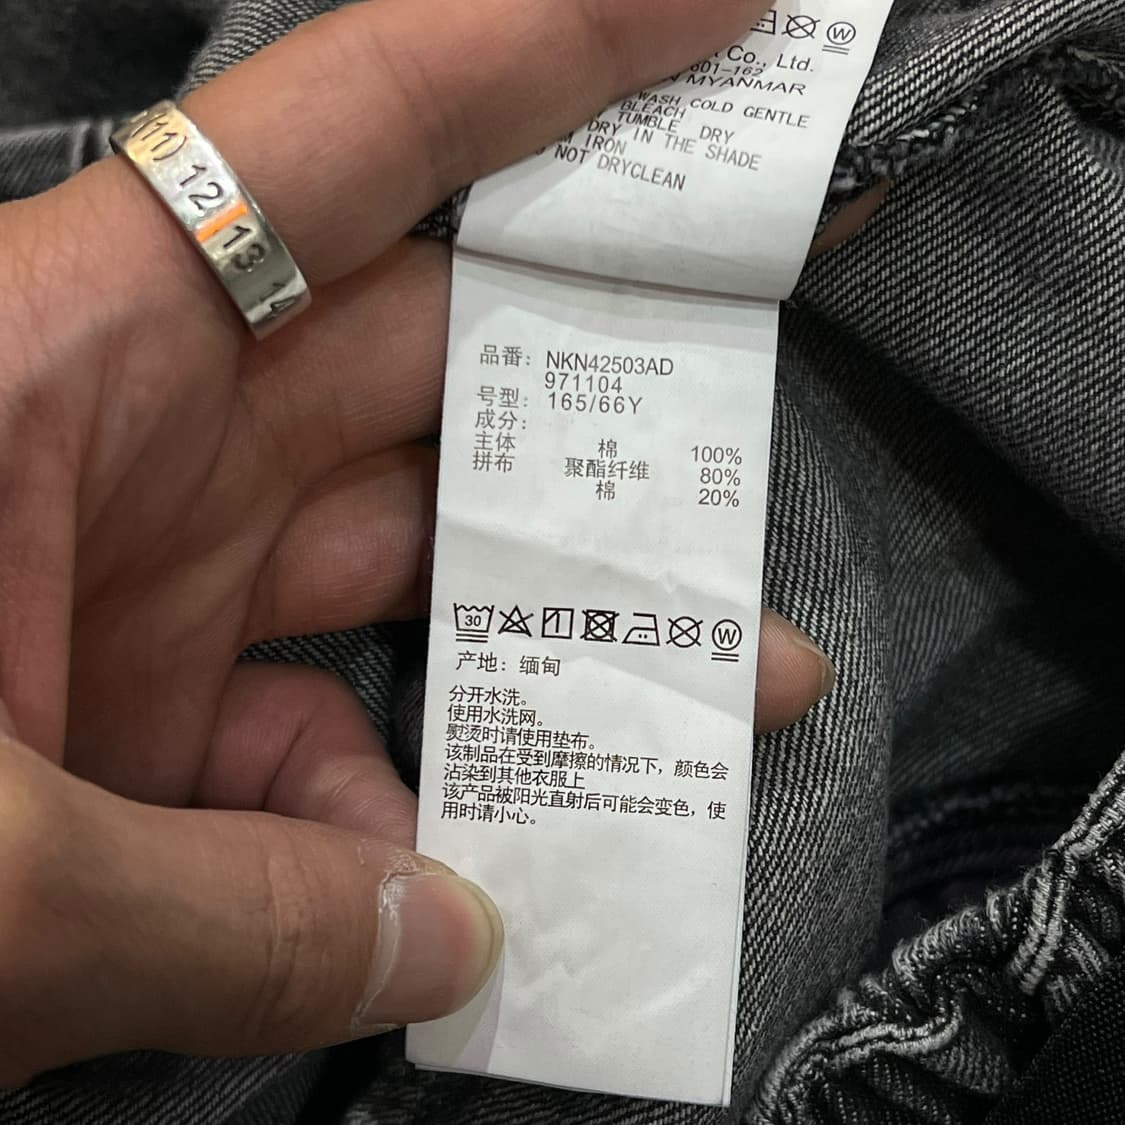 (11) 12 13 14
W
Co., Ltd.
601-162
MYANMAR
WASH COLD GENTLE
BLEACH
TUMBLE DRY
DRY IN THE SHADE
IRON
NOT DRYCLEAN
品番: NKN42503AD
971104
号型: 165/66Y
成分:
主体 棉 100%
拼布 聚酯纤维 80%
棉 20%
30 W
产地: 缅甸
分开水洗。
使用水洗网。
熨烫时请使用垫布。
该制品在受到摩擦的情况下，颜色会
沾染到其他衣服上
该产品被阳光直射后可能会变色，使
用时请小心。